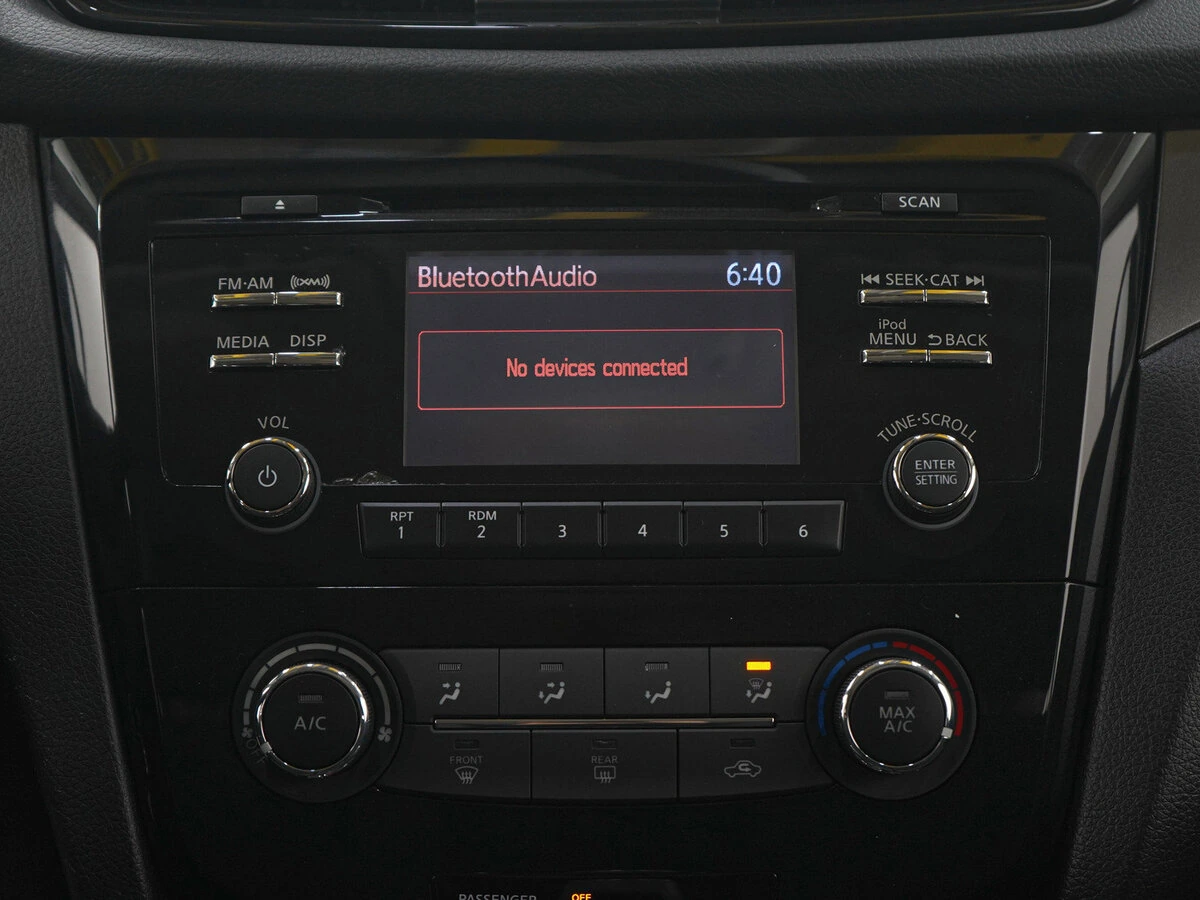 SCAN
FM·AM
((XM))
BluetoothAudio 6:40
SEEK·CAT
MEDIA DISP
No devices connected
iPod
MENU BACK
VOL
TUNE·SCROLL
ENTER
SETTING
RPT
1
RDM
2
3
4
5
6
A/C
MAX
A/C
FRONT
REAR
PASSENGER
OFF